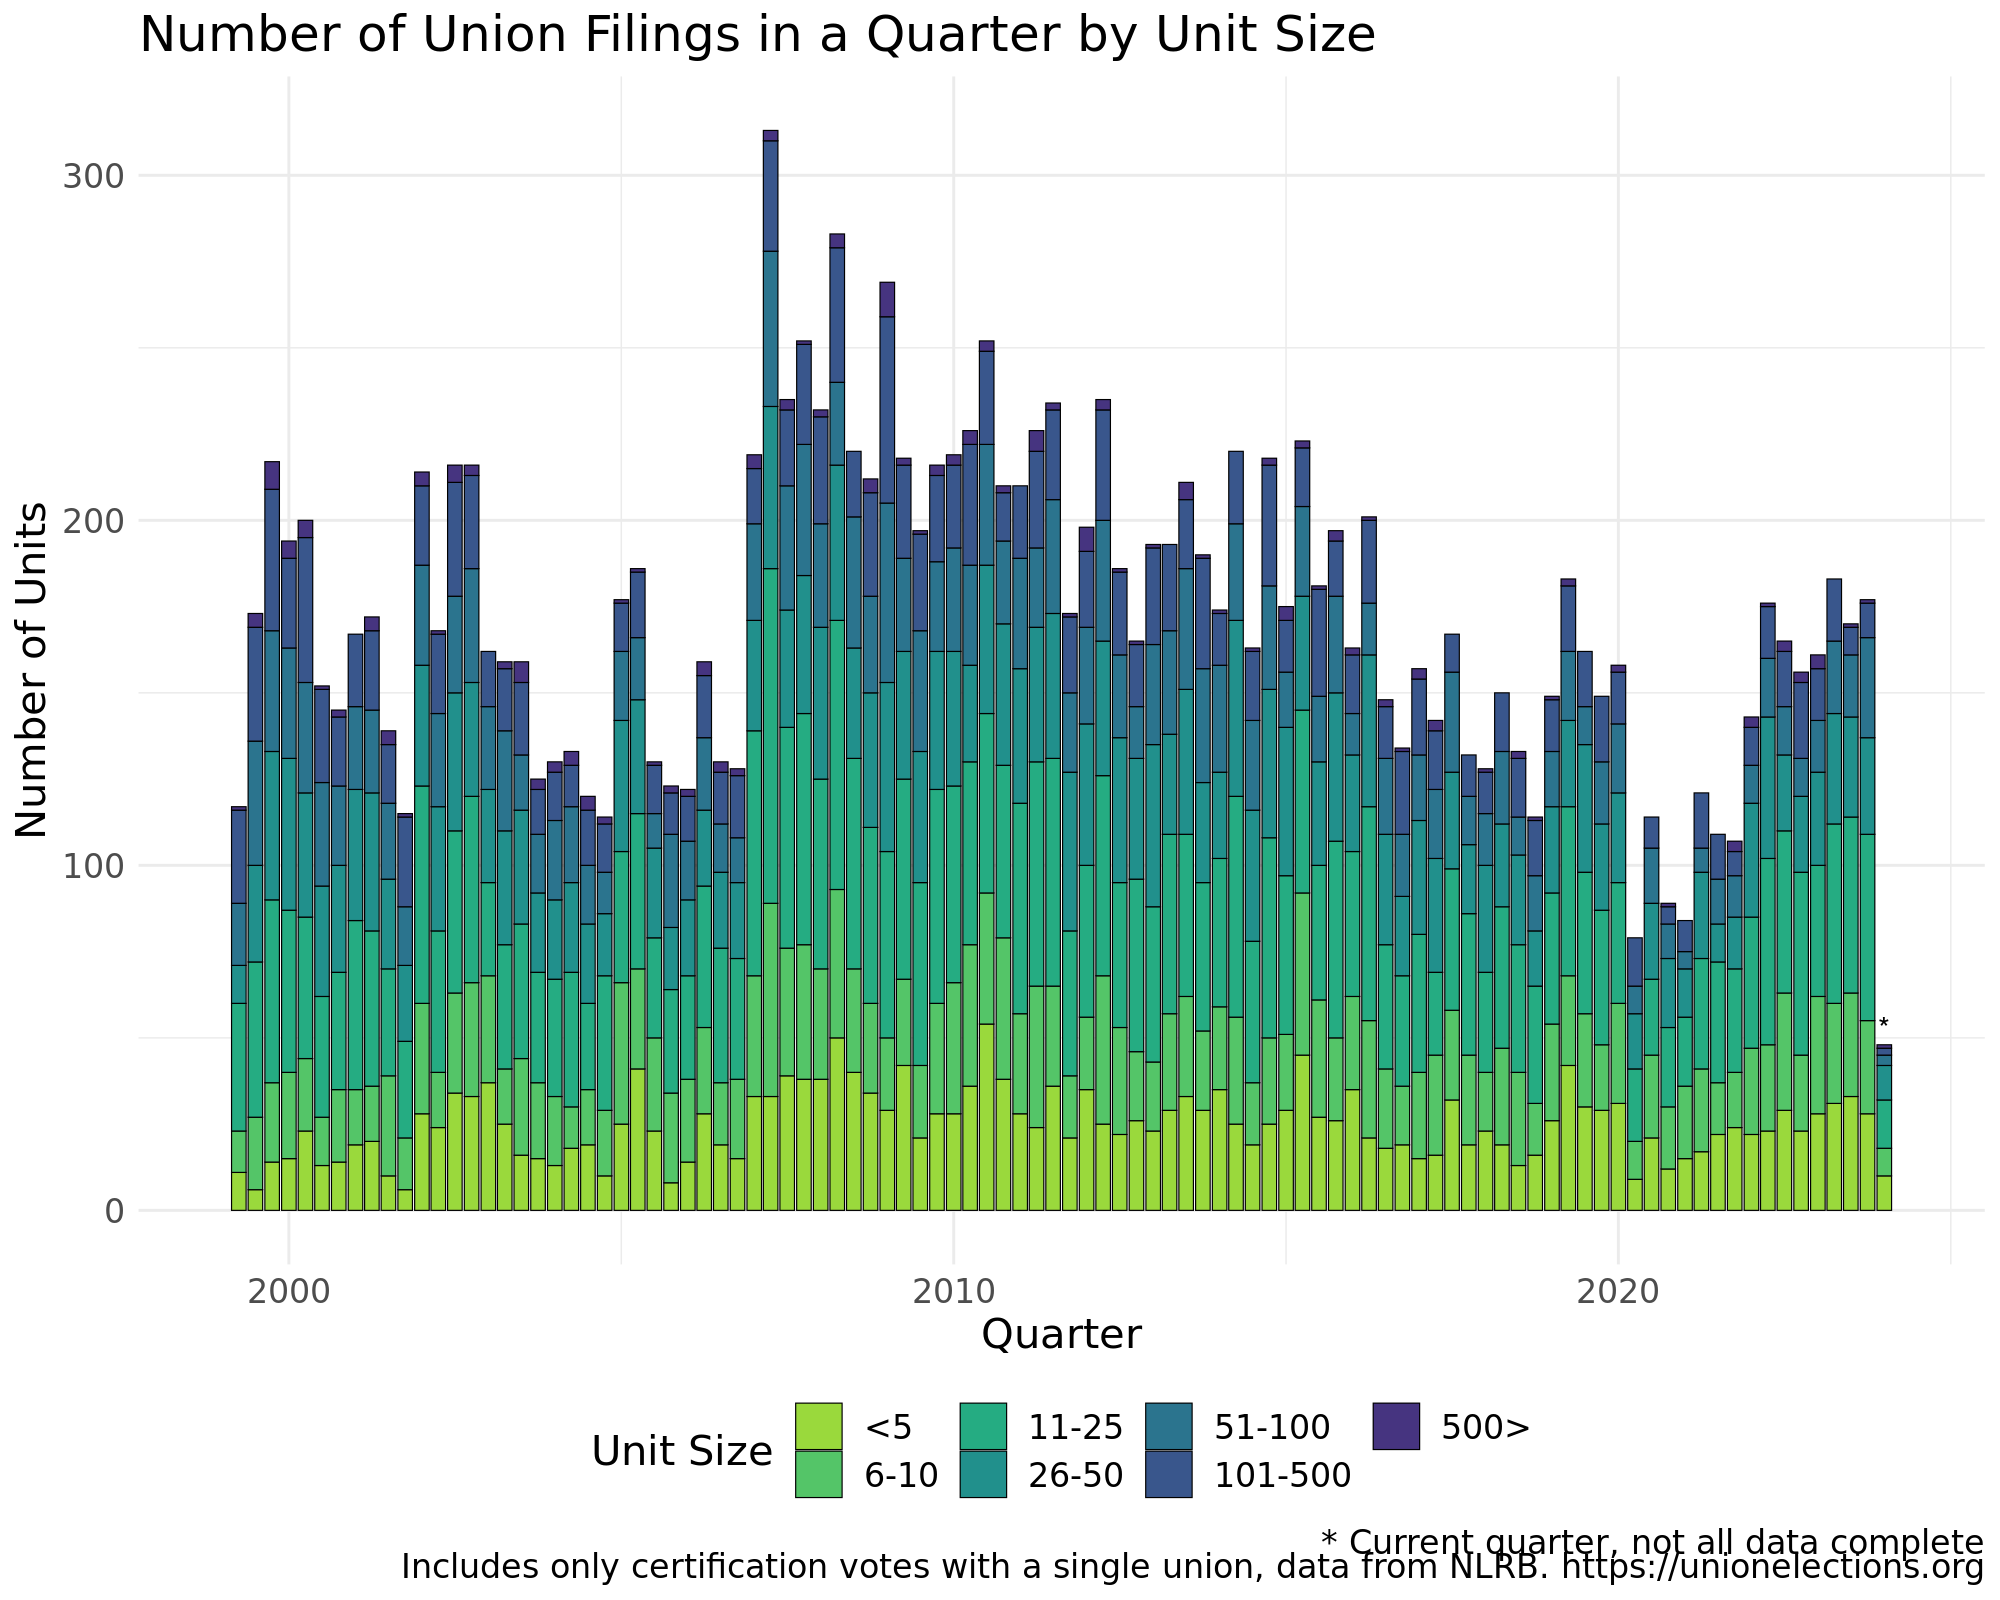 Number of Union Filings in a Quarter by Unit Size
Number of Units
300
200
100
0
*
2000 2010 2020
Quarter
Unit Size
<5 11-25 51-100 500>
6-10 26-50 101-500
* Current quarter, not all data complete
Includes only certification votes with a single union, data from NLRB. https://unionelections.org